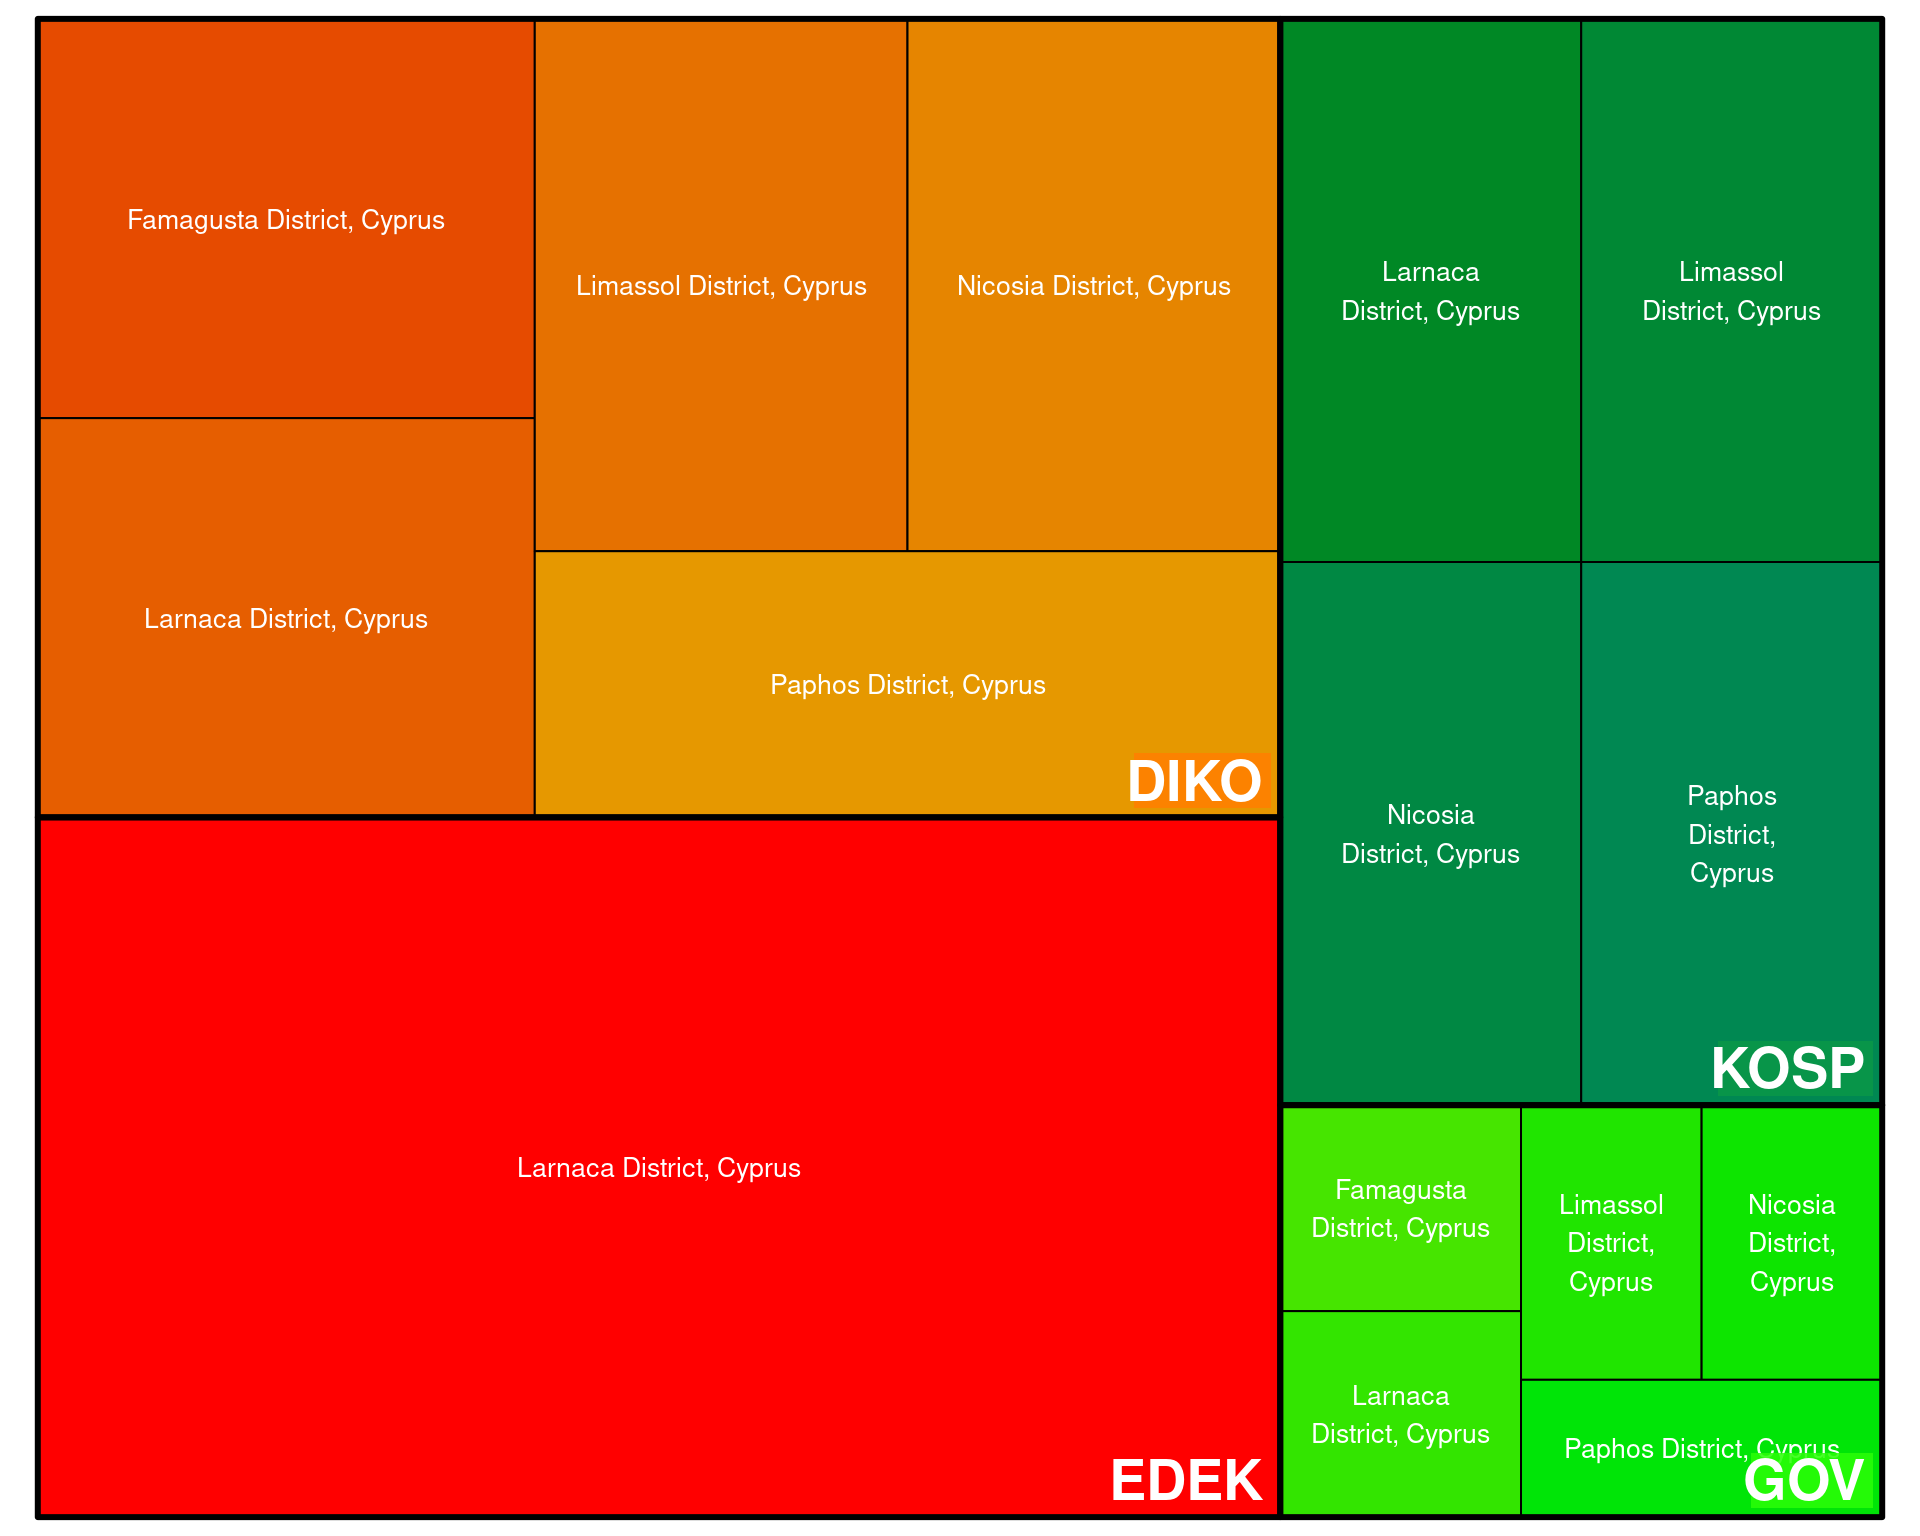 Famagusta District, Cyprus
Limassol District, Cyprus
Nicosia District, Cyprus
Larnaca District, Cyprus
Paphos District, Cyprus
DIKO
Larnaca District, Cyprus
EDEK
Larnaca
District, Cyprus
Limassol
District, Cyprus
Nicosia
District, Cyprus
Paphos
District,
Cyprus
KOSP
Famagusta
District, Cyprus
Limassol
District,
Cyprus
Nicosia
District,
Cyprus
Larnaca
District, Cyprus
Paphos District, Cyprus
GOV